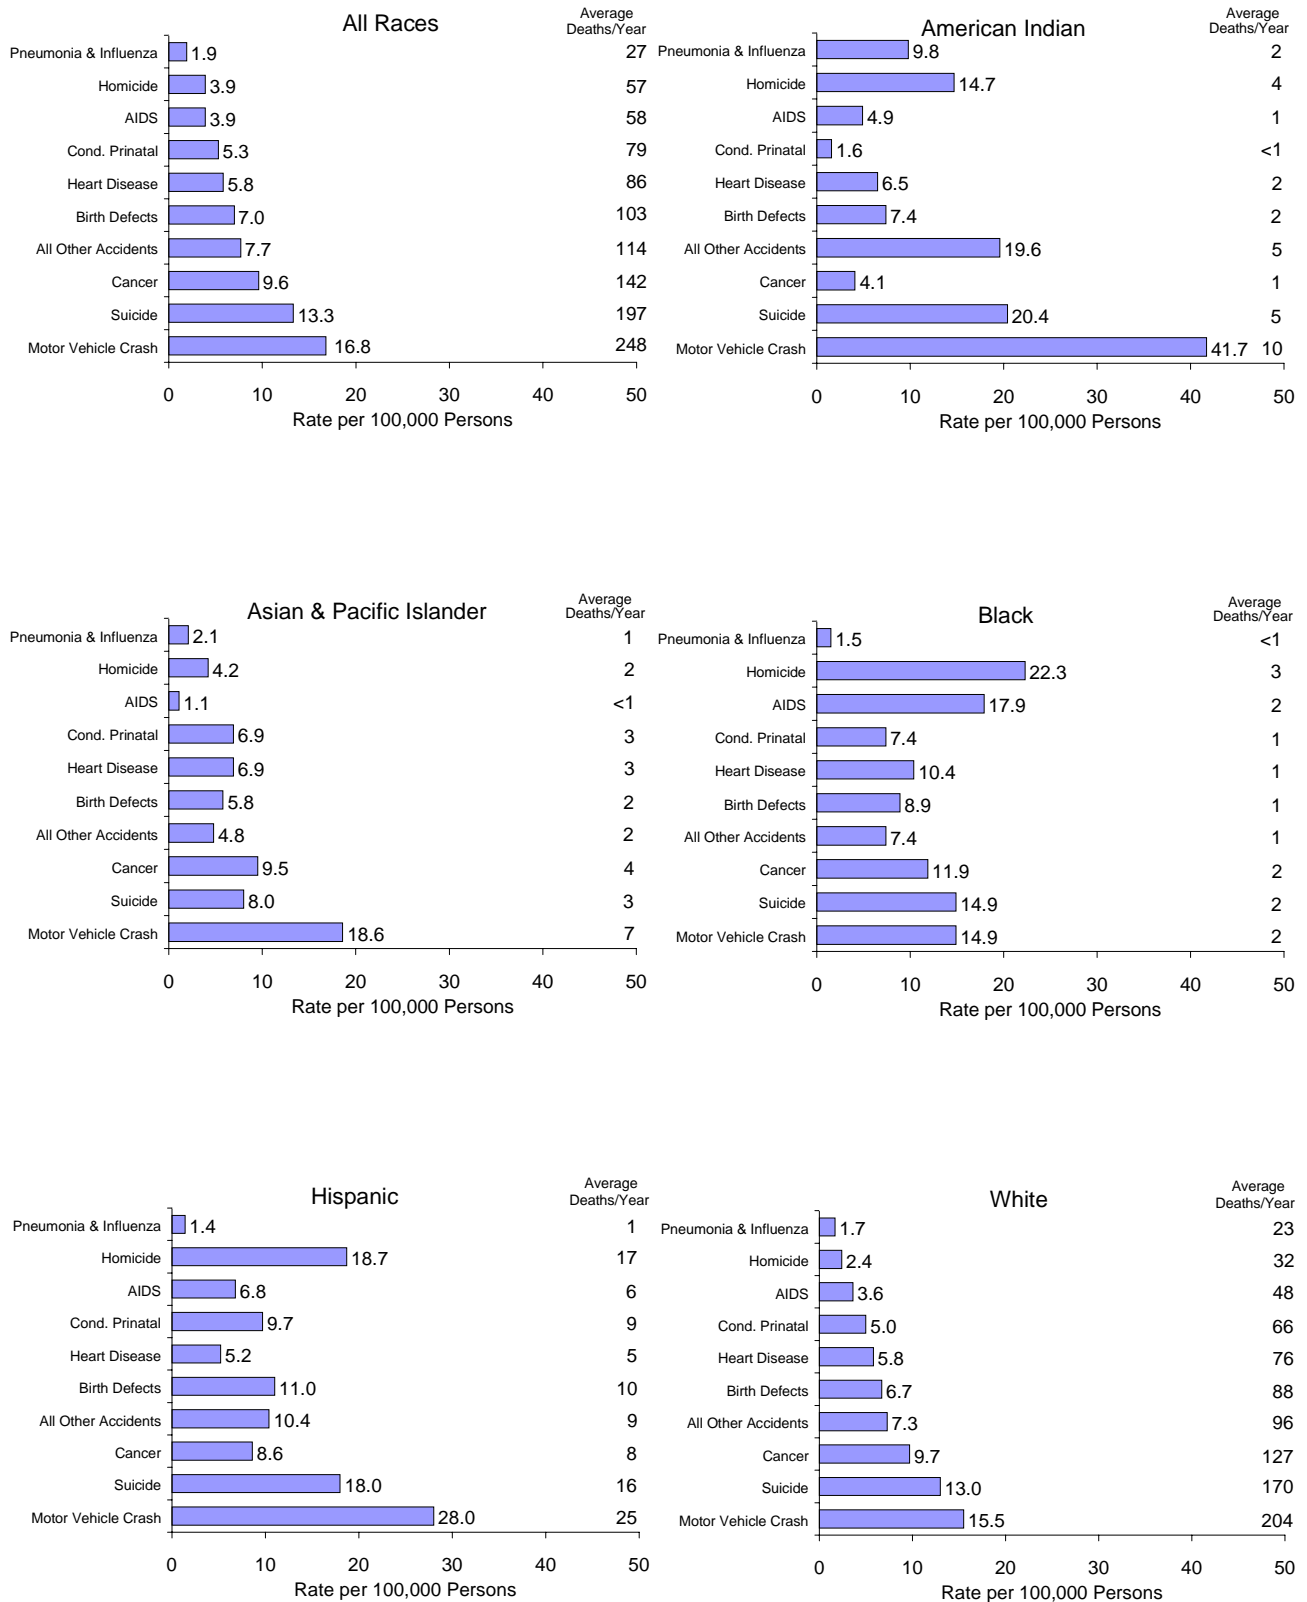 All Races
Average
Deaths/Year
Pneumonia & Influenza 1.9 27
Homicide 3.9 57
AIDS 3.9 58
Cond. Prinatal 5.3 79
Heart Disease 5.8 86
Birth Defects 7.0 103
All Other Accidents 7.7 114
Cancer 9.6 142
Suicide 13.3 197
Motor Vehicle Crash 16.8 248
0 10 20 30 40 50
Rate per 100,000 Persons
American Indian
Average
Deaths/Year
Pneumonia & Influenza 9.8 2
Homicide 14.7 4
AIDS 4.9 1
Cond. Prinatal 1.6 <1
Heart Disease 6.5 2
Birth Defects 7.4 2
All Other Accidents 19.6 5
Cancer 4.1 1
Suicide 20.4 5
Motor Vehicle Crash 41.7 10
0 10 20 30 40 50
Rate per 100,000 Persons
Asian & Pacific Islander
Average
Deaths/Year
Pneumonia & Influenza 2.1 1
Homicide 4.2 2
AIDS 1.1 <1
Cond. Prinatal 6.9 3
Heart Disease 6.9 3
Birth Defects 5.8 2
All Other Accidents 4.8 2
Cancer 9.5 4
Suicide 8.0 3
Motor Vehicle Crash 18.6 7
0 10 20 30 40 50
Rate per 100,000 Persons
Black
Average
Deaths/Year
Pneumonia & Influenza 1.5 <1
Homicide 22.3 3
AIDS 17.9 2
Cond. Prinatal 7.4 1
Heart Disease 10.4 1
Birth Defects 8.9 1
All Other Accidents 7.4 1
Cancer 11.9 2
Suicide 14.9 2
Motor Vehicle Crash 14.9 2
0 10 20 30 40 50
Rate per 100,000 Persons
Hispanic
Average
Deaths/Year
Pneumonia & Influenza 1.4 1
Homicide 18.7 17
AIDS 6.8 6
Cond. Prinatal 9.7 9
Heart Disease 5.2 5
Birth Defects 11.0 10
All Other Accidents 10.4 9
Cancer 8.6 8
Suicide 18.0 16
Motor Vehicle Crash 28.0 25
0 10 20 30 40 50
Rate per 100,000 Persons
White
Average
Deaths/Year
Pneumonia & Influenza 1.7 23
Homicide 2.4 32
AIDS 3.6 48
Cond. Prinatal 5.0 66
Heart Disease 5.8 76
Birth Defects 6.7 88
All Other Accidents 7.3 96
Cancer 9.7 127
Suicide 13.0 170
Motor Vehicle Crash 15.5 204
0 10 20 30 40 50
Rate per 100,000 Persons